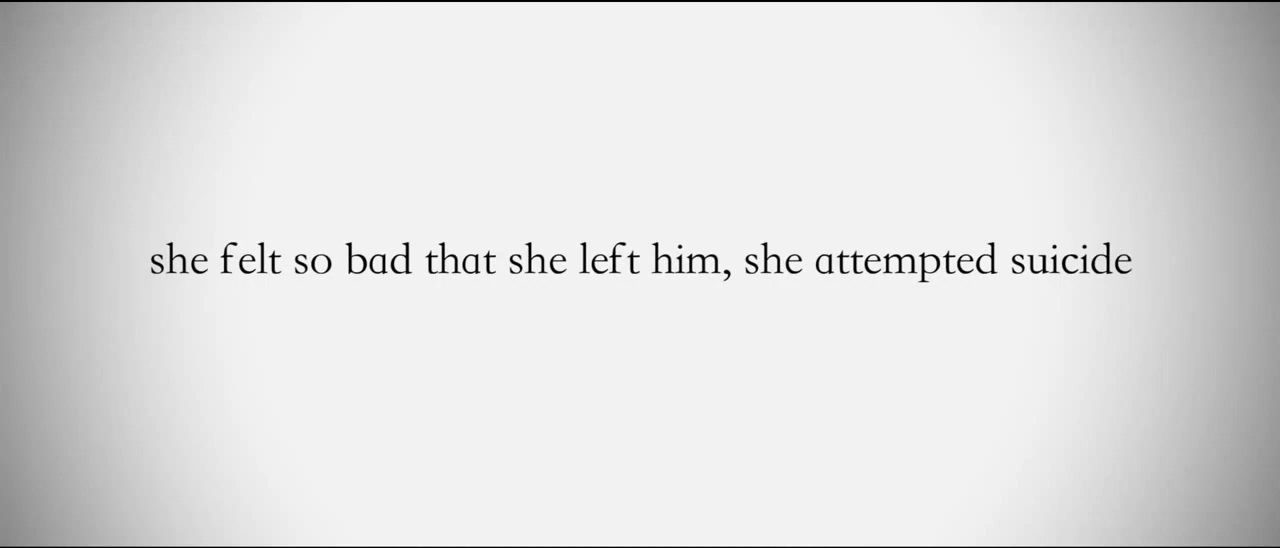 she felt so bad that she left him, she attempted suicide